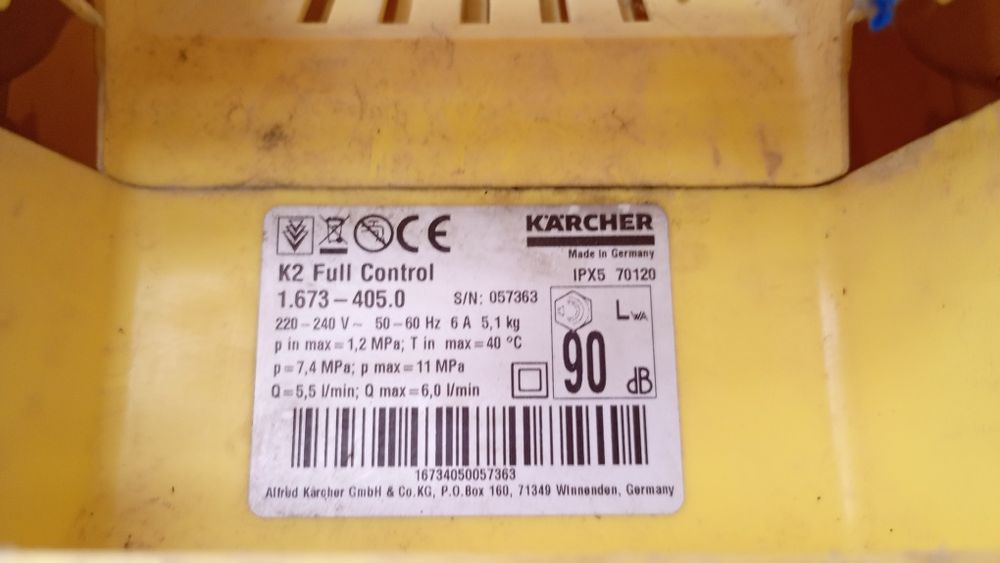 CE KÄRCHER
Made in Germany
K2 Full Control IPX5 70120
1.673-405.0 S/N: 057363
220-240 V~ 50-60 Hz 6 A 5,1 kg
LWA
p in max=1,2 MPa; T in max=40 °C
p=7,4 MPa; p max=11 MPa
90 dB
Q=5,5 l/min; Q max=6,0 l/min
16734050057363
Alfred Kärcher GmbH & Co.KG, P.O.Box 160, 71349 Winnenden, Germany